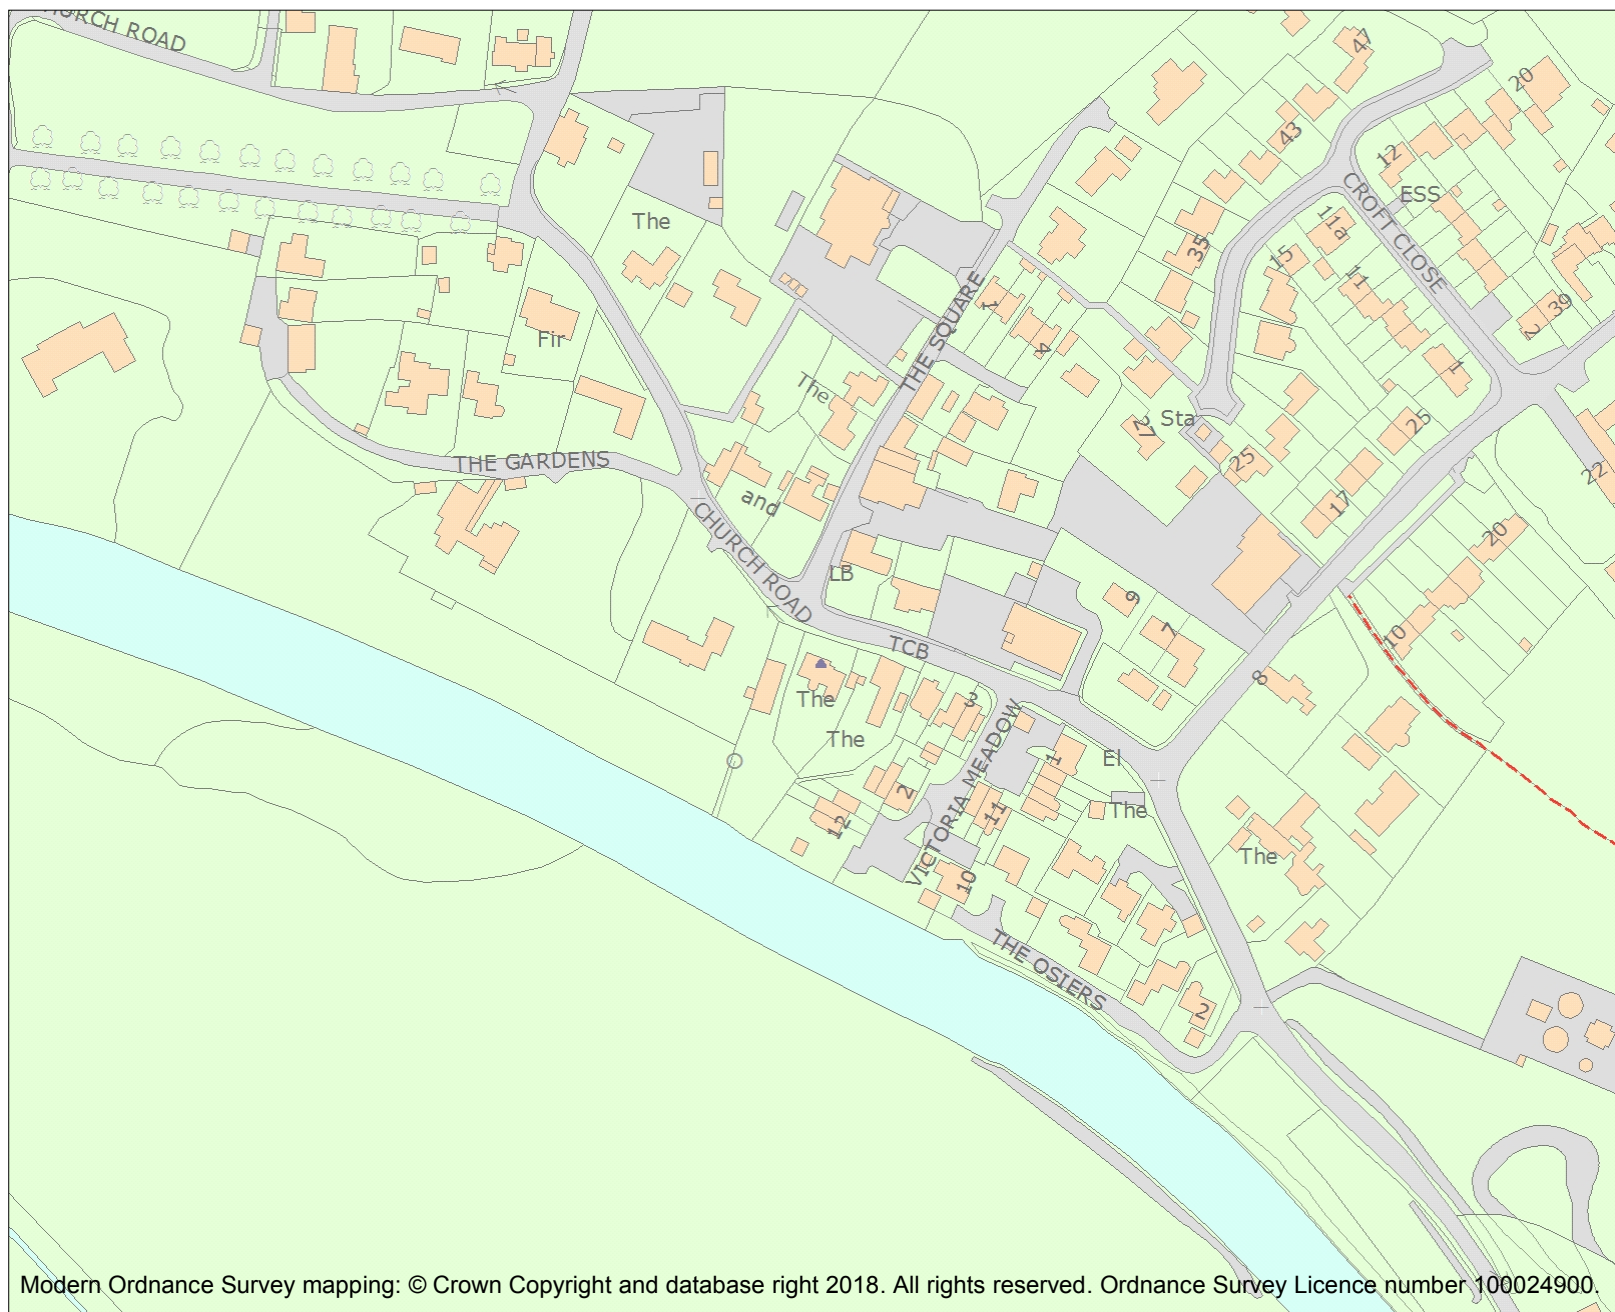 CHURCH ROAD
47
20
43
12
ESS
CROFT CLOSE
11a
35
15
11
The
39
2
THE SQUARE
1
4
Fir
1
The
Sta
27
25
25
22
17
THE GARDENS
and
CHURCH ROAD
20
LB
9
7
10
TCB
8
The
3
The
VICTORIA MEADOW
1
El
2
11
The
12
The
10
THE OSIERS
2
Modern Ordnance Survey mapping: © Crown Copyright and database right 2018. All rights reserved. Ordnance Survey Licence number 100024900.